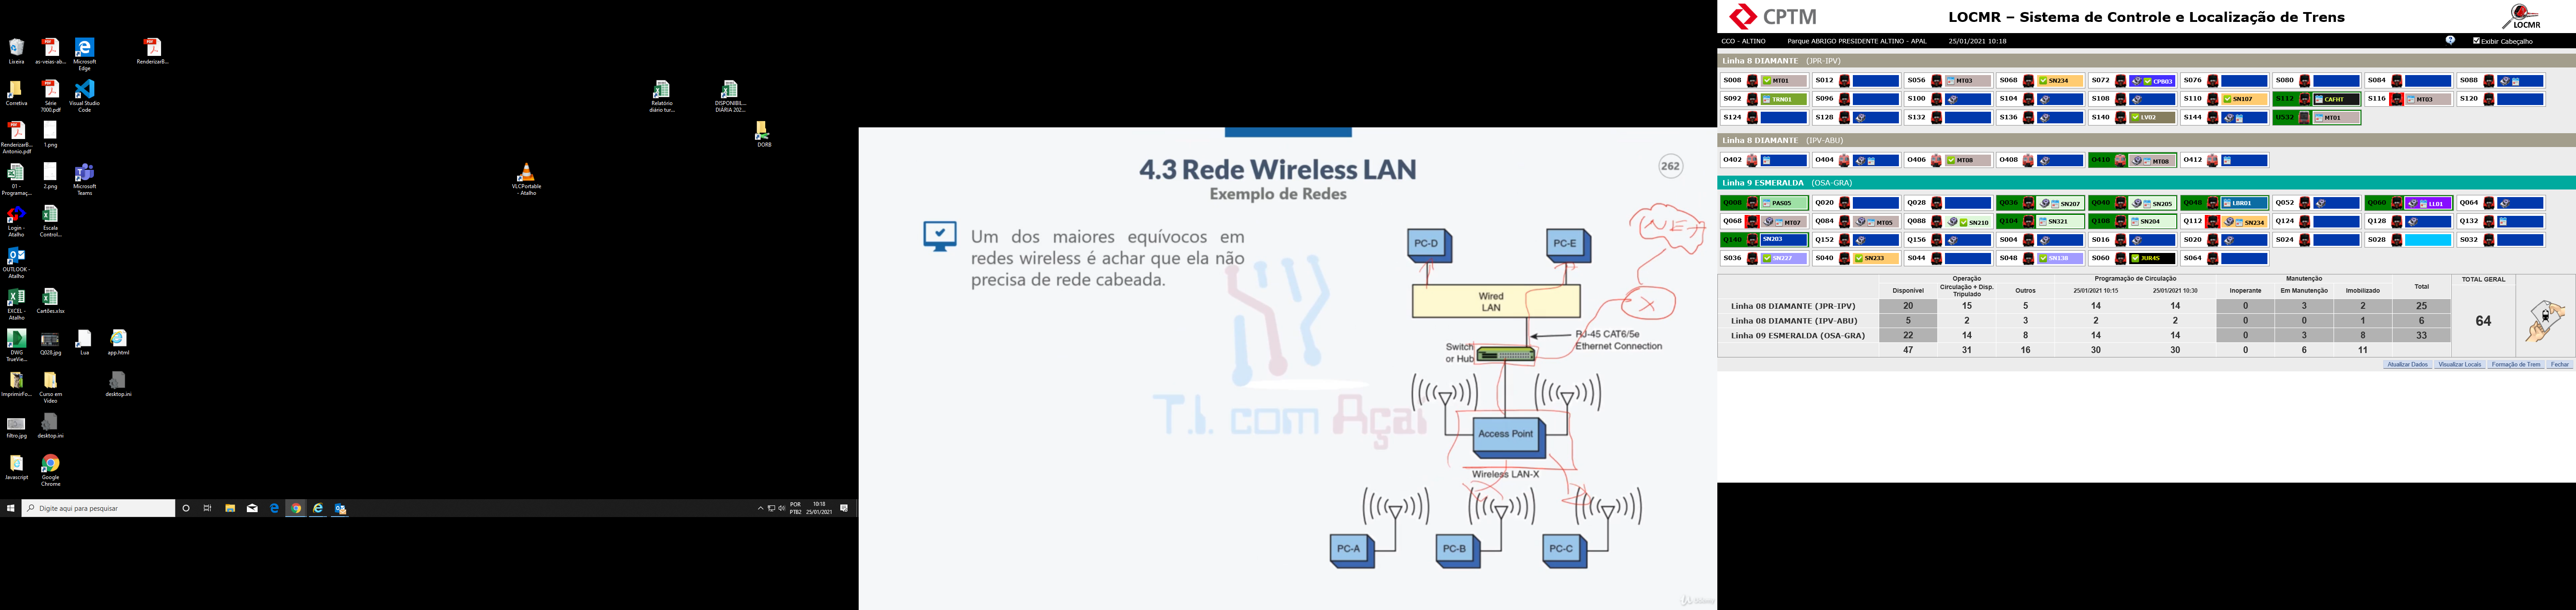 Lixeira
as-veias-ab...
Microsoft
Edge
RenderizarB...
Corretiva
Série
7000.pdf
Visual Studio
Code
Relatório
diário tur...
DISPONIBIL...
DIÁRIA 202...
RenderizarB...
Antonio.pdf
1.png
DORB
01 -
Programaç...
2.png
Microsoft
Teams
VLCPortable
- Atalho
Login -
Atalho
Escala
Control...
OUTLOOK -
Atalho
EXCEL -
Atalho
Cartões.xlsx
DWG
TrueVie...
Q028.jpg
Lua
app.html
ImprimirFo...
Curso em
Video
desktop.ini
filtro.jpg
desktop.ini
Javascript
Google
Chrome
Digite aqui para pesquisar
POR
PTB2
10:18
25/01/2021
4.3 Rede Wireless LAN
262
Exemplo de Redes
Um dos maiores equívocos em
redes wireless é achar que ela não
precisa de rede cabeada.
NET
PC-D
PC-E
Wired
LAN
X
RJ-45 CAT6/5e
Ethernet Connection
Switch
or Hub
T.I. com Açaí
Access Point
Wireless LAN-X
PC-A
PC-B
PC-C
CPTM
LOCMR – Sistema de Controle e Localização de Trens
LOCMR
CCO - ALTINO Parque ABRIGO PRESIDENTE ALTINO - APAL 25/01/2021 10:18 Exibir Cabeçalho
Linha 8 DIAMANTE (JPR-IPV)
S008 MT01 S012 S056 MT03 S068 SN234 S072 CPB03 S076 S080 S084 S088
S092 TRN01 S096 S100 S104 S108 S110 SN107 S112 CAFHT S116 MT03 S120
S124 S128 S132 S136 S140 LV02 S144 U532 MT01
Linha 8 DIAMANTE (IPV-ABU)
O402 O404 O406 MT08 O408 O410 MT08 O412
Linha 9 ESMERALDA (OSA-GRA)
Q008 PAS05 Q020 Q028 Q036 SN207 Q040 SN205 Q048 LBR01 Q052 Q060 LL01 Q064
Q068 MT07 Q084 MT05 Q088 SN210 Q104 SN321 Q108 SN204 Q112 SN234 Q124 Q128 Q132
Q140 SN203 Q152 Q156 S004 S016 S020 S024 S028 S032
S036 SN227 S040 SN233 S044 S048 SN138 S060 JUR4S S064
Operação Programação de Circulação Manutenção TOTAL GERAL
Disponível Circulação + Disp. Tripulado Outros 25/01/2021 10:15 25/01/2021 10:30 Inoperante Em Manutenção Imobilizado Total
Linha 08 DIAMANTE (JPR-IPV) 20 15 5 14 14 0 3 2 25
Linha 08 DIAMANTE (IPV-ABU) 5 2 3 2 2 0 0 1 6
64
Linha 09 ESMERALDA (OSA-GRA) 22 14 8 14 14 0 3 8 33
47 31 16 30 30 0 6 11
Atualizar Dados Visualizar Locais Formação de Trem Fechar